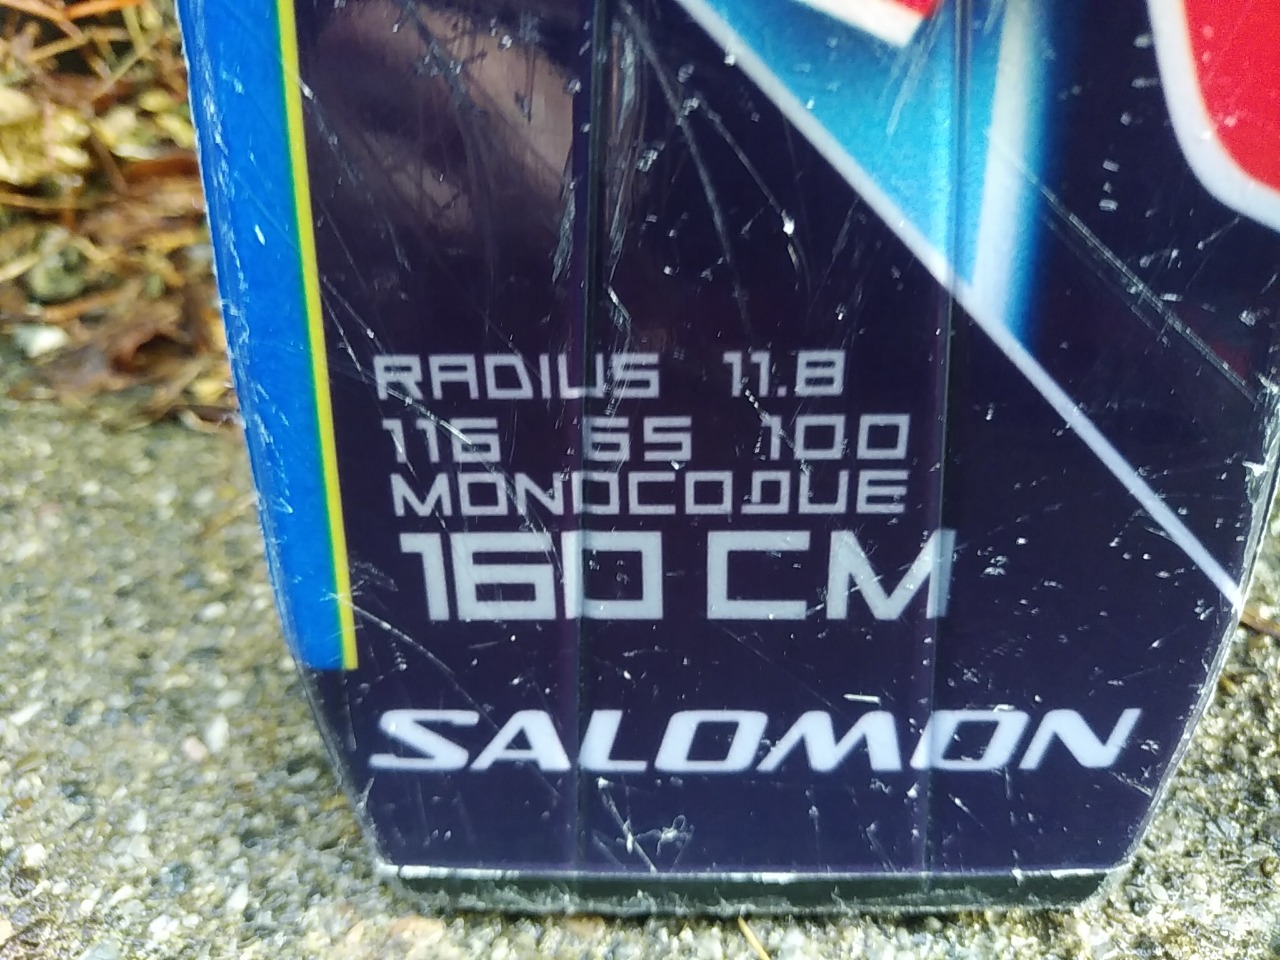 RADIUS 11.8
116 65 100
MONOCOQUE
160 CM
SALOMON